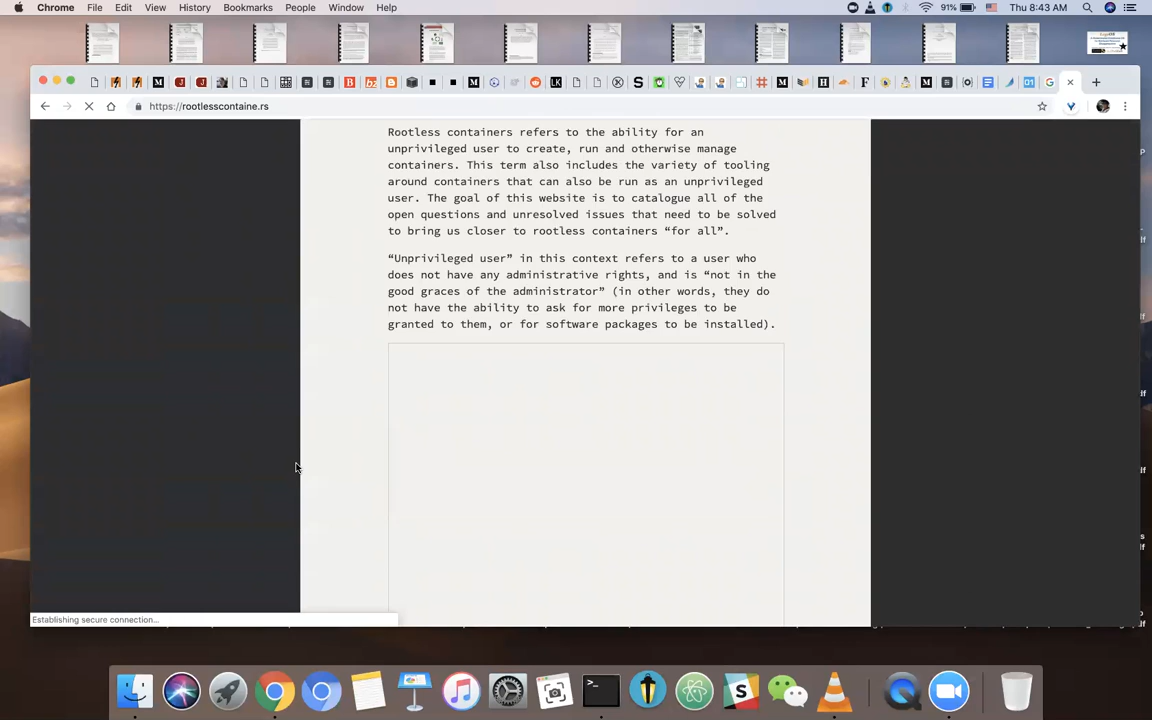 Chrome File Edit View History Bookmarks People Window Help 91% Thu 8:43 AM
https://rootlesscontaine.rs
Rootless containers refers to the ability for an
unprivileged user to create, run and otherwise manage
containers. This term also includes the variety of tooling
around containers that can also be run as an unprivileged
user. The goal of this website is to catalogue all of the
open questions and unresolved issues that need to be solved
to bring us closer to rootless containers “for all”.
“Unprivileged user” in this context refers to a user who
does not have any administrative rights, and is “not in the
good graces of the administrator” (in other words, they do
not have the ability to ask for more privileges to be
granted to them, or for software packages to be installed).
Establishing secure connection...